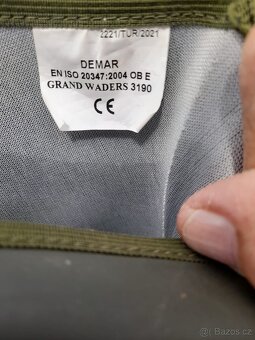 2221/TUR/2021
DEMAR
EN ISO 20347:2004 OB E
GRAND WADERS 3190
CE
© Bazos.cz